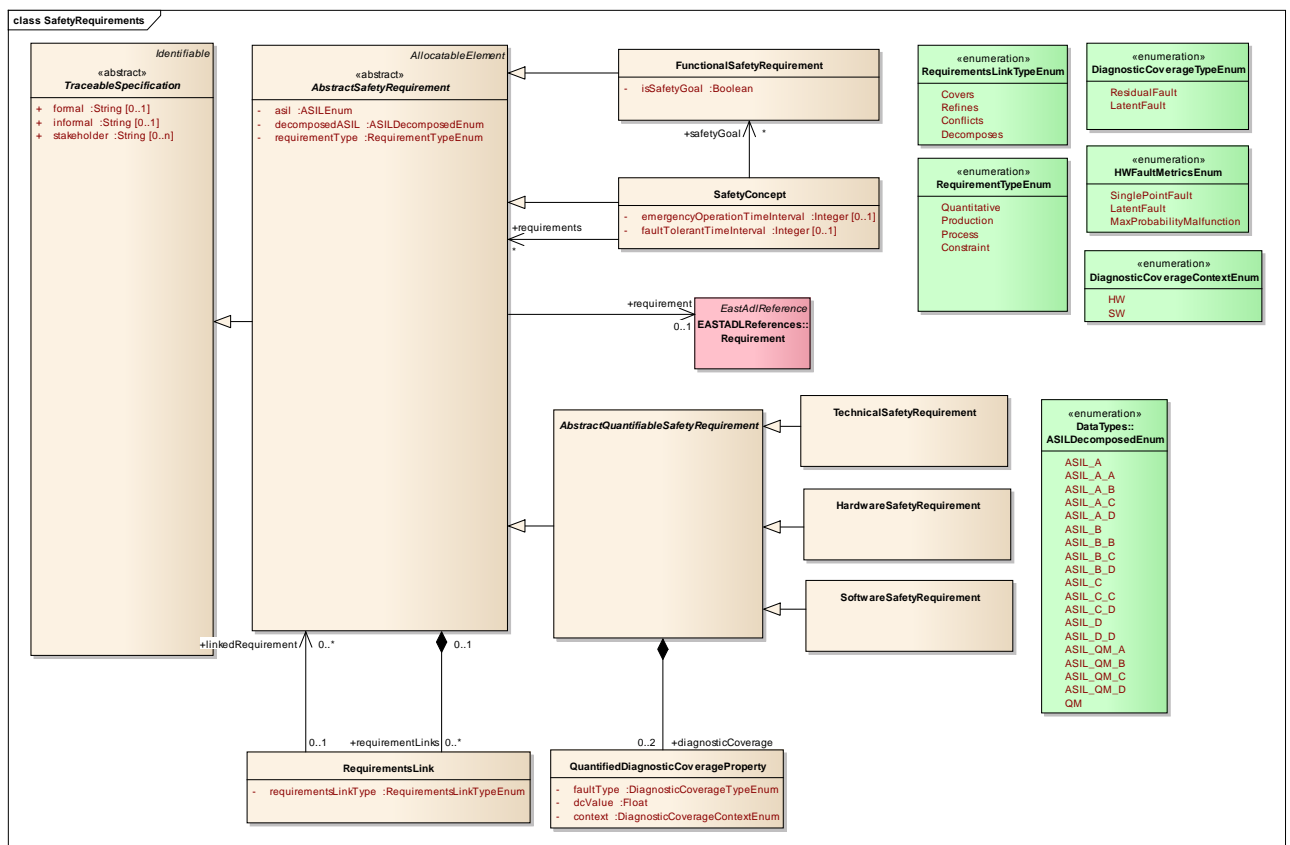 class SafetyRequirements
Identifiable
«abstract»
TraceableSpecification
+ formal :String [0..1]
+ informal :String [0..1]
+ stakeholder :String [0..n]
AllocatableElement
«abstract»
AbstractSafetyRequirement
- asil :ASILEnum
- decomposedASIL :ASILDecomposedEnum
- requirementType :RequirementTypeEnum
FunctionalSafetyRequirement
- isSafetyGoal :Boolean
+safetyGoal
*
SafetyConcept
- emergencyOperationTimeInterval :Integer [0..1]
- faultTolerantTimeInterval :Integer [0..1]
+requirements
*
+requirement
0..1
EastAdlReference
EASTADLReferences::
Requirement
«enumeration»
RequirementsLinkTypeEnum
Covers
Refines
Conflicts
Decomposes
«enumeration»
DiagnosticCoverageTypeEnum
ResidualFault
LatentFault
«enumeration»
RequirementTypeEnum
Quantitative
Production
Process
Constraint
«enumeration»
HWFaultMetricsEnum
SinglePointFault
LatentFault
MaxProbabilityMalfunction
«enumeration»
DiagnosticCoverageContextEnum
HW
SW
AbstractQuantifiableSafetyRequirement
TechnicalSafetyRequirement
HardwareSafetyRequirement
SoftwareSafetyRequirement
«enumeration»
DataTypes::
ASILDecomposedEnum
ASIL_A
ASIL_A_A
ASIL_A_B
ASIL_A_C
ASIL_A_D
ASIL_B
ASIL_B_B
ASIL_B_C
ASIL_B_D
ASIL_C
ASIL_C_C
ASIL_C_D
ASIL_D
ASIL_D_D
ASIL_QM_A
ASIL_QM_B
ASIL_QM_C
ASIL_QM_D
QM
+linkedRequirement
0..*
0..1
0..1
+requirementLinks
0..*
RequirementsLink
- requirementsLinkType :RequirementsLinkTypeEnum
0..2
+diagnosticCoverage
QuantifiedDiagnosticCoverageProperty
- faultType :DiagnosticCoverageTypeEnum
- dcValue :Float
- context :DiagnosticCoverageContextEnum